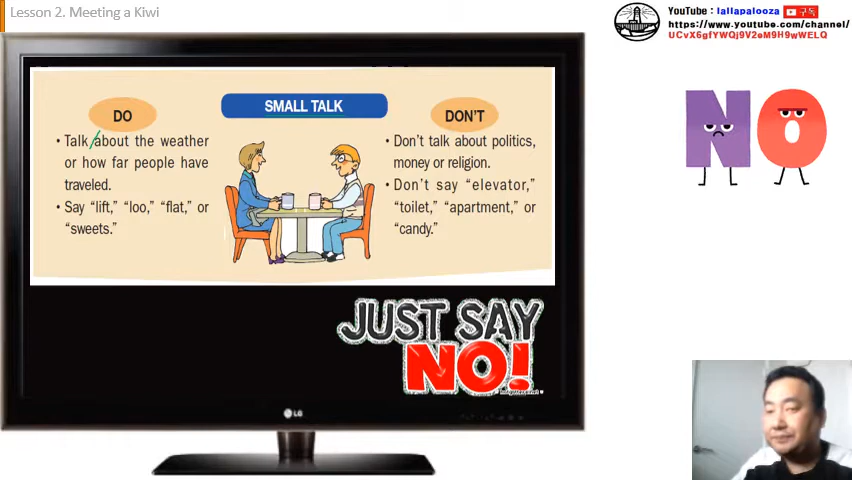 Lesson 2. Meeting a Kiwi
YouTube : lallapalooza 구독
https://www.youtube.com/channel/
UCvX6gfYWQj9V2eM9H9wWELQ
NO
SMALL TALK
DO
• Talk about the weather
or how far people have
traveled.
• Say “lift,” “loo,” “flat,” or
“sweets.”
DON'T
• Don't talk about politics,
money or religion.
• Don't say “elevator,”
“toilet,” “apartment,” or
“candy.”
JUST SAY
NO!
LG